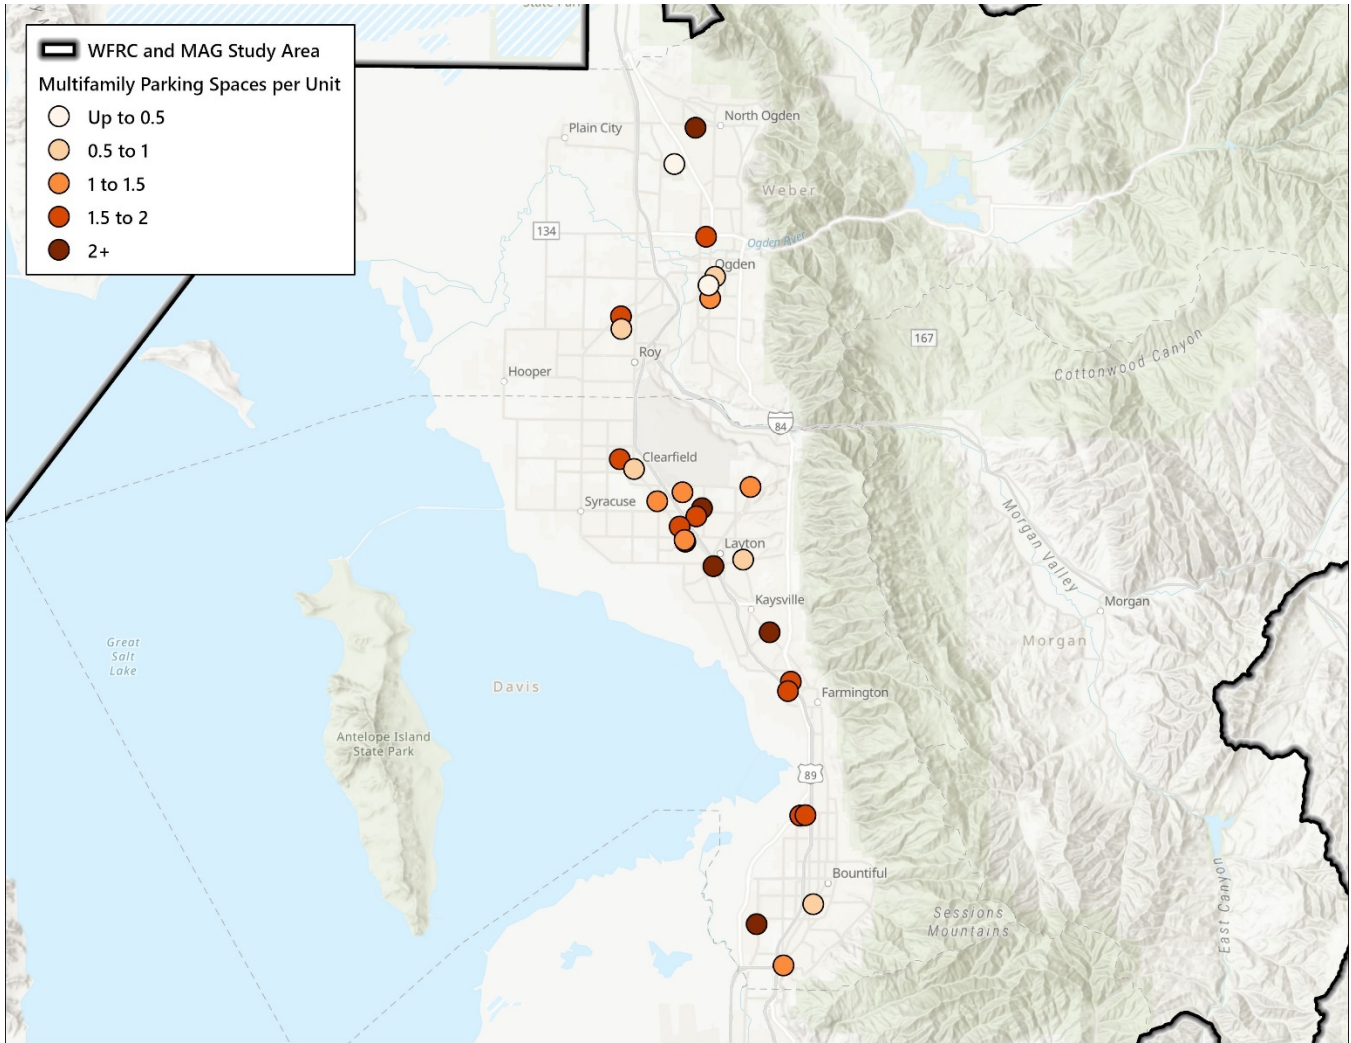 State Park
WFRC and MAG Study Area
Multifamily Parking Spaces per Unit
Up to 0.5
0.5 to 1
1 to 1.5
1.5 to 2
2+
North Ogden
Plain City
Weber
134
Ogden River
Ogden
167
Cottonwood Canyon
Roy
Hooper
84
Clearfield
Syracuse
Morgan Valley
Layton
Kaysville
Morgan
Great
Salt
Lake
Morgan
Davis
Farmington
Antelope Island
State Park
89
Bountiful
East Canyon
Sessions
Mountains